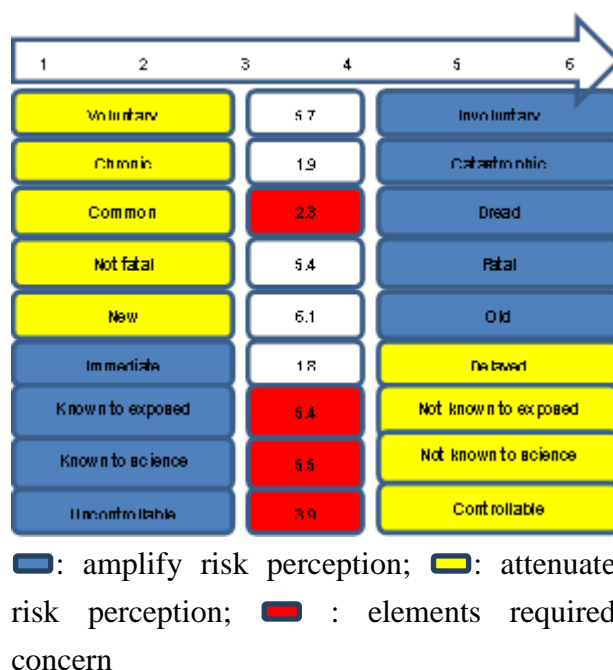 1 2 3 4 5 6
Voluntary 5.7 Involuntary
Chronic 1.9 Catastrophic
Common 2.3 Dread
Not fatal 5.4 Fatal
New 6.1 Old
Immediate 1.8 Delayed
Known to exposed 5.4 Not known to exposed
Known to science 5.5 Not known to science
Uncontrollable 3.9 Controllable
: amplify risk perception; : attenuate
risk perception; : elements required
concern